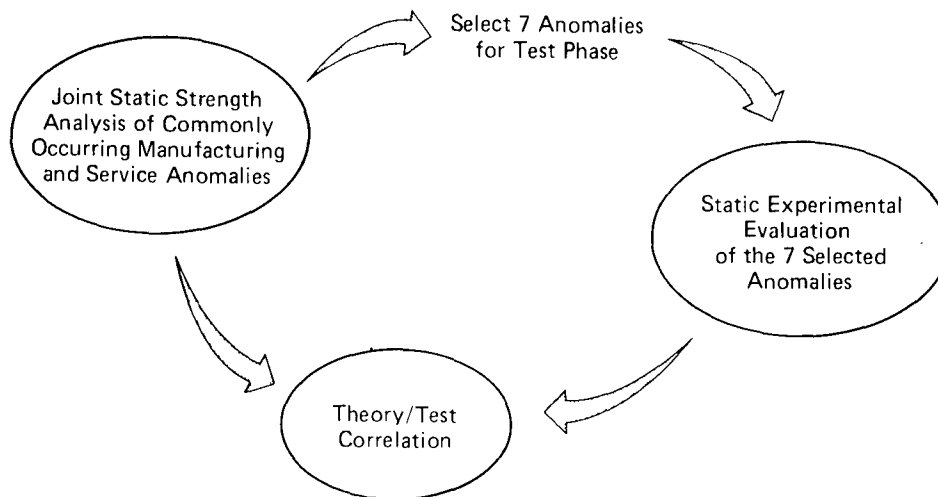 Select 7 Anomalies
for Test Phase
Joint Static Strength
Analysis of Commonly
Occurring Manufacturing
and Service Anomalies
Static Experimental
Evaluation
of the 7 Selected
Anomalies
Theory/Test
Correlation